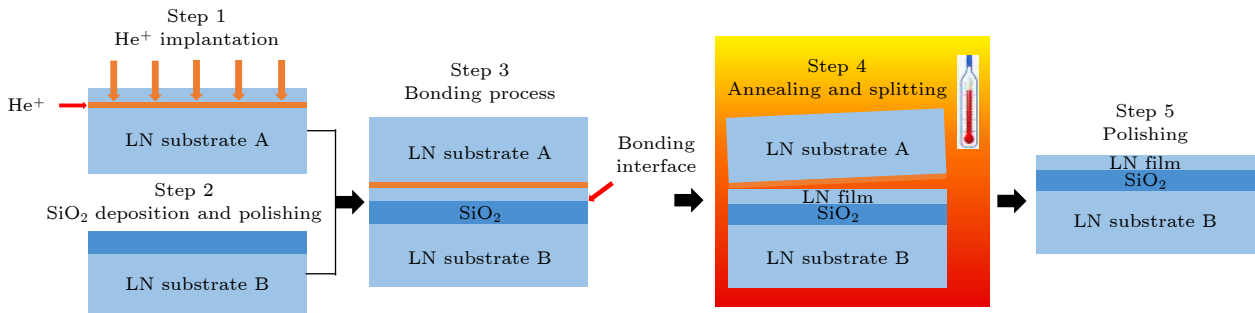 Step 1
He⁺ implantation
He⁺
LN substrate A
Step 2
SiO₂ deposition and polishing
LN substrate B
Step 3
Bonding process
LN substrate A
Bonding
interface
SiO₂
LN substrate B
Step 4
Annealing and splitting
LN substrate A
LN film
SiO₂
LN substrate B
Step 5
Polishing
LN film
SiO₂
LN substrate B